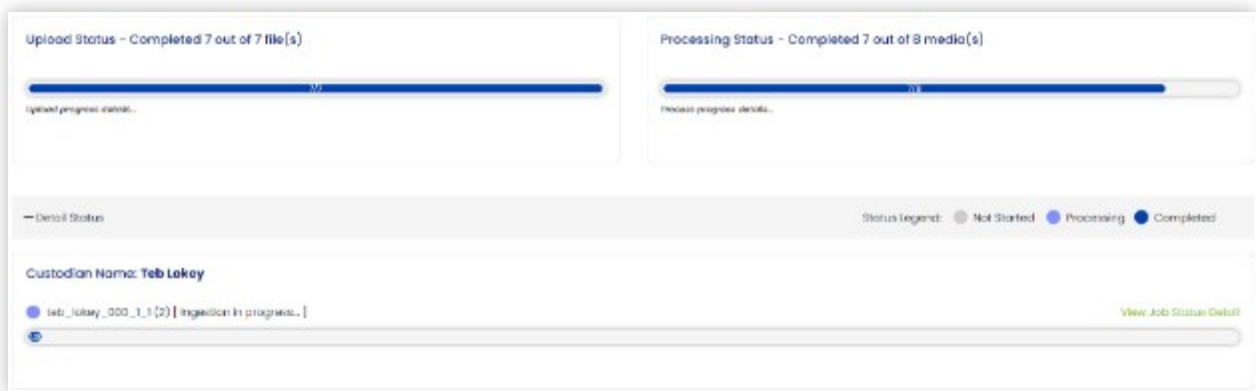 Upload Status - Completed 7 out of 7 file(s)
7/7
Upload progress details...
Processing Status - Completed 7 out of 8 media(s)
7/8
Process progress details...
— Detail Status
Status Legend: Not Started Processing Completed
Custodian Name: Teb Lokey
teb_lokey_000_1_1 (2) [ Ingestion in progress... ]
View Job Status Detail